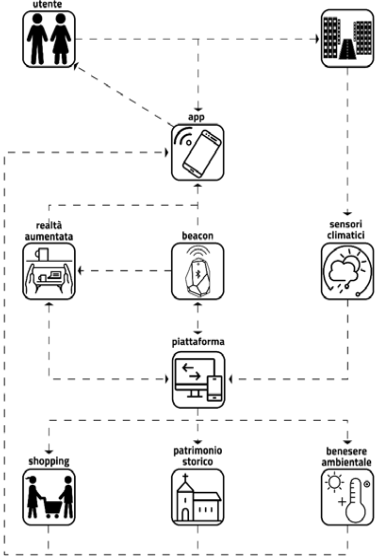 utente
app
realtà
aumentata
beacon
sensori
climatici
piattaforma
shopping
patrimonio
storico
benesere
ambientale